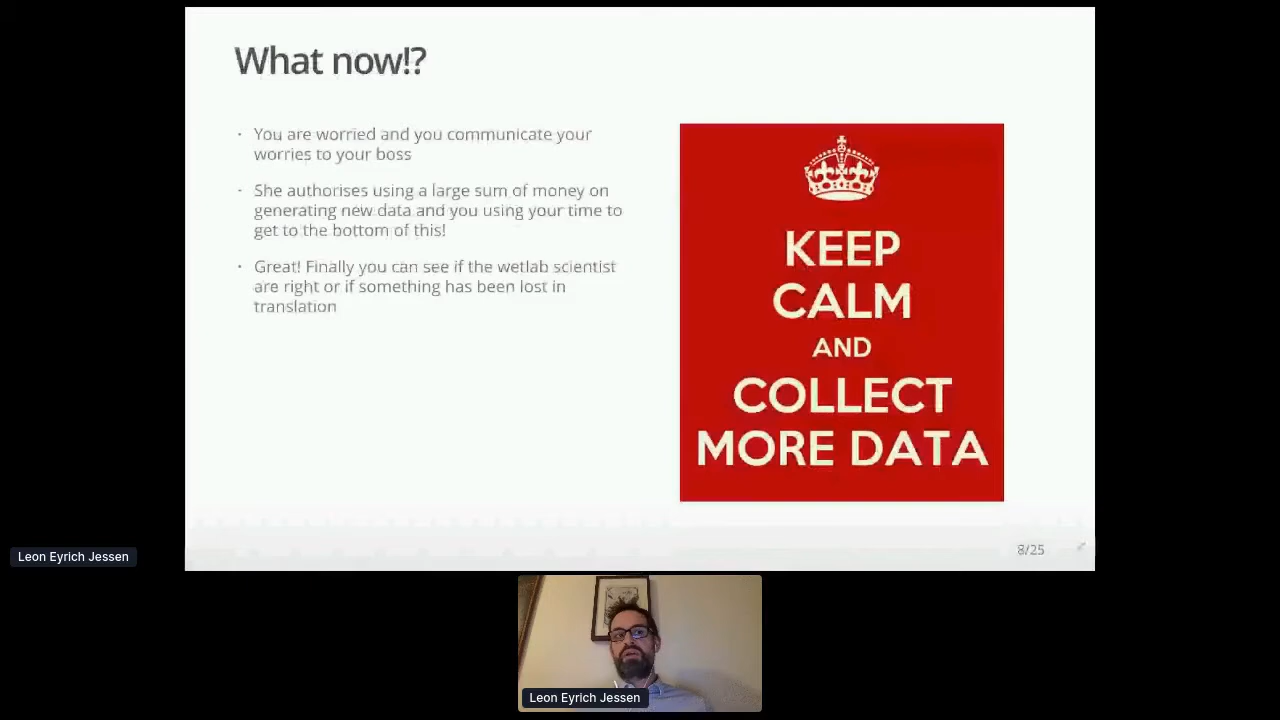 What now!?
· You are worried and you communicate your
worries to your boss
· She authorises using a large sum of money on
generating new data and you using your time to
get to the bottom of this!
· Great! Finally you can see if the wetlab scientist
are right or if something has been lost in
translation
KEEP
CALM
AND
COLLECT
MORE DATA
8/25
Leon Eyrich Jessen
Leon Eyrich Jessen